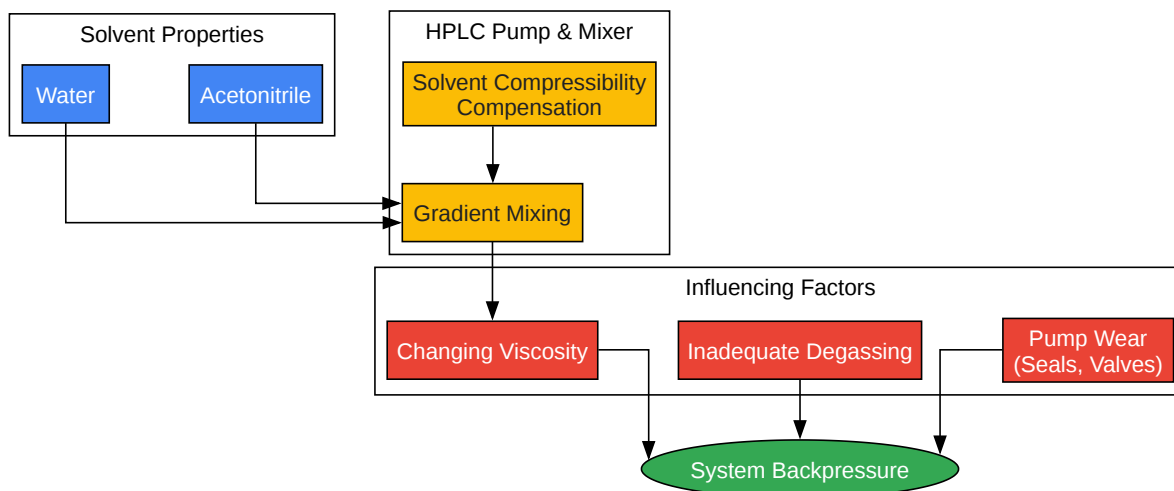 Solvent Properties
HPLC Pump & Mixer
Water
Acetonitrile
Solvent Compressibility
Compensation
Gradient Mixing
Influencing Factors
Changing Viscosity
Inadequate Degassing
Pump Wear
(Seals, Valves)
System Backpressure